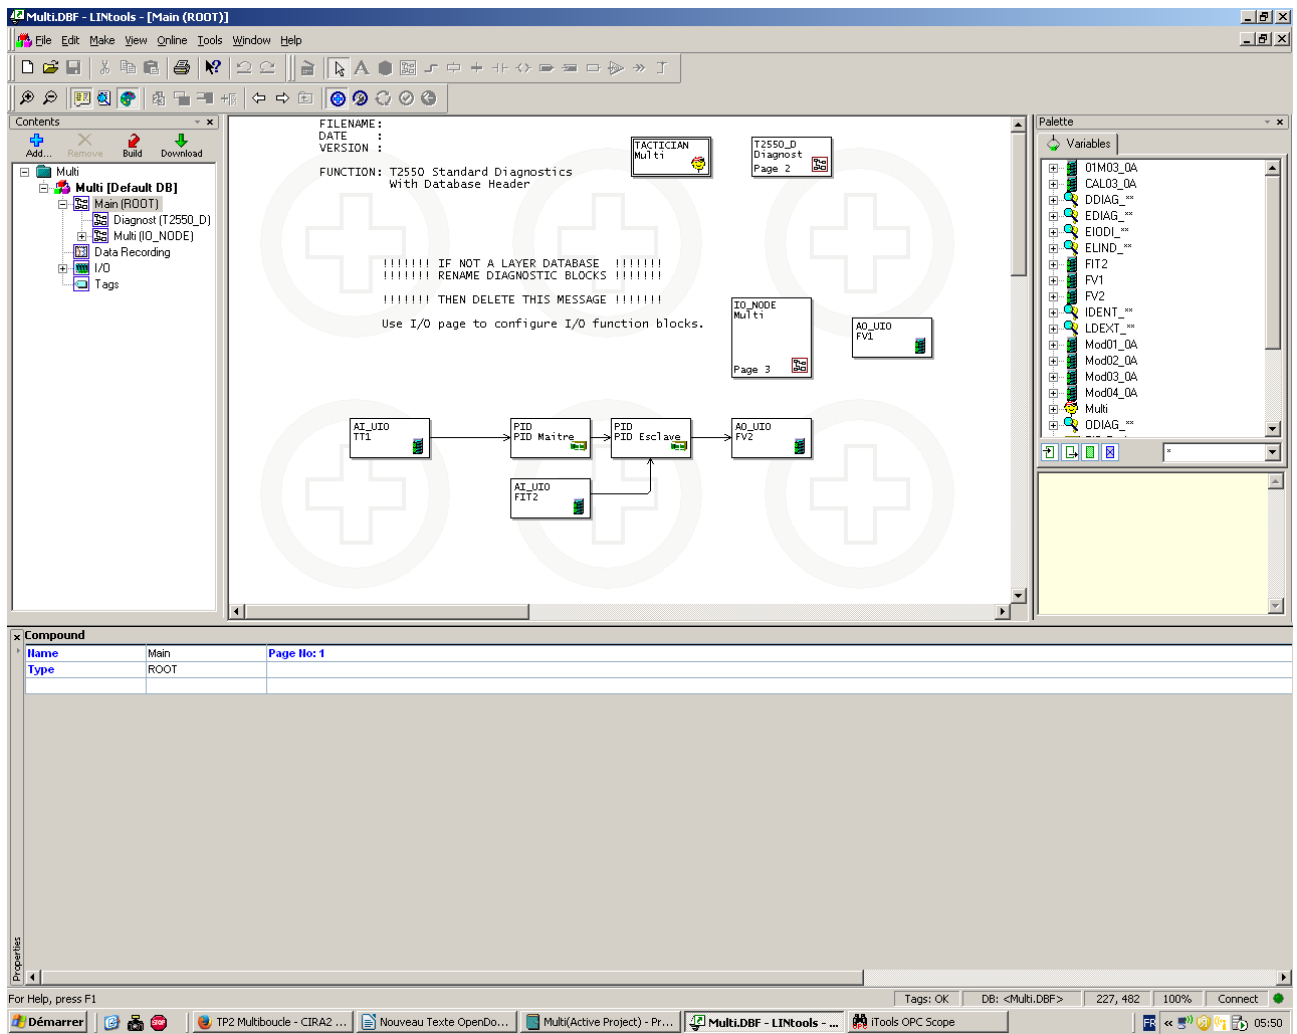 Multi.DBF - LINtools - [Main (ROOT)]
File Edit Make View Online Tools Window Help
Contents
Add... Remove Build Download
Multi
Multi [Default DB]
Main (ROOT)
Diagnost (T2550_D)
Multi (IO_NODE)
Data Recording
I/O
Tags
FILENAME:
DATE :
VERSION :
FUNCTION: T2550 Standard Diagnostics
With Database Header
TACTICIAN
Multi
T2550_D
Diagnost
Page 2
!!!!!!! IF NOT A LAYER DATABASE !!!!!!!
!!!!!!! RENAME DIAGNOSTIC BLOCKS !!!!!!!
!!!!!!! THEN DELETE THIS MESSAGE !!!!!!!
Use I/O page to configure I/O function blocks.
IO_NODE
Multi
Page 3
AO_UIO
FV1
AI_UIO
TT1
PID
PID Maitre
PID
PID Esclave
AO_UIO
FV2
AI_UIO
FIT2
Palette
Variables
01M03_0A
CAL03_0A
DDIAG_**
EDIAG_**
EIODI_**
ELIND_**
FIT2
FV1
FV2
IDENT_**
LDEXT_**
Mod01_0A
Mod02_0A
Mod03_0A
Mod04_0A
Multi
ODIAG_**
*
Compound
Name Main Page No: 1
Type ROOT
Properties
For Help, press F1
Tags: OK DB: <Multi.DBF> 227, 482 100% Connect
Démarrer TP2 Multiboucle - CIRA2 ... Nouveau Texte OpenDo... Multi(Active Project) - Pr... Multi.DBF - LINtools - ... iTools OPC Scope FR « 05:50